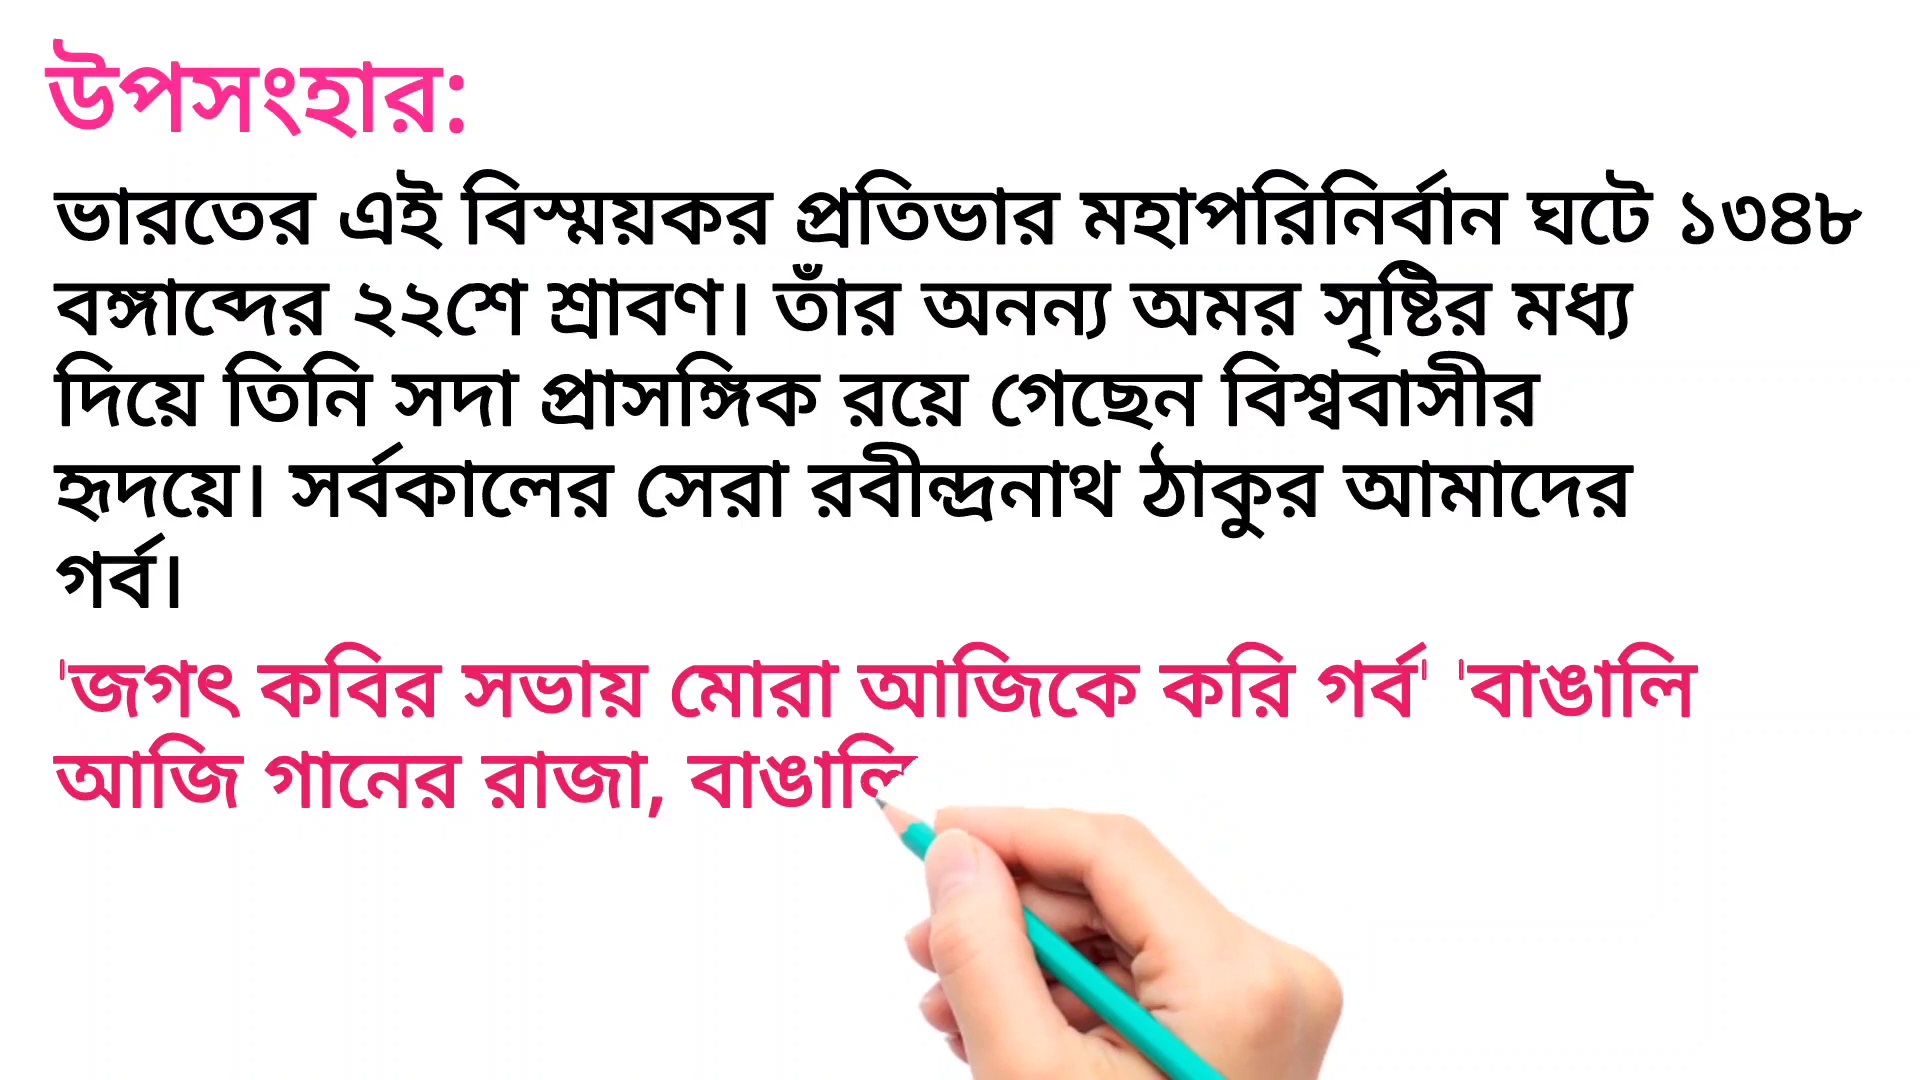 উপসংহার:
ভারতের এই বিস্ময়কর প্রতিভার মহাপরিনির্বান ঘটে ১৩৪৮
বঙ্গাব্দের ২২শে শ্রাবণ। তাঁর অনন্য অমর সৃষ্টির মধ্য
দিয়ে তিনি সদা প্রাসঙ্গিক রয়ে গেছেন বিশ্ববাসীর
হৃদয়ে। সর্বকালের সেরা রবীন্দ্রনাথ ঠাকুর আমাদের
গর্ব।
'জগৎ কবির সভায় মোরা আজিকে করি গর্ব' 'বাঙালি
আজি গানের রাজা, বাঙালি